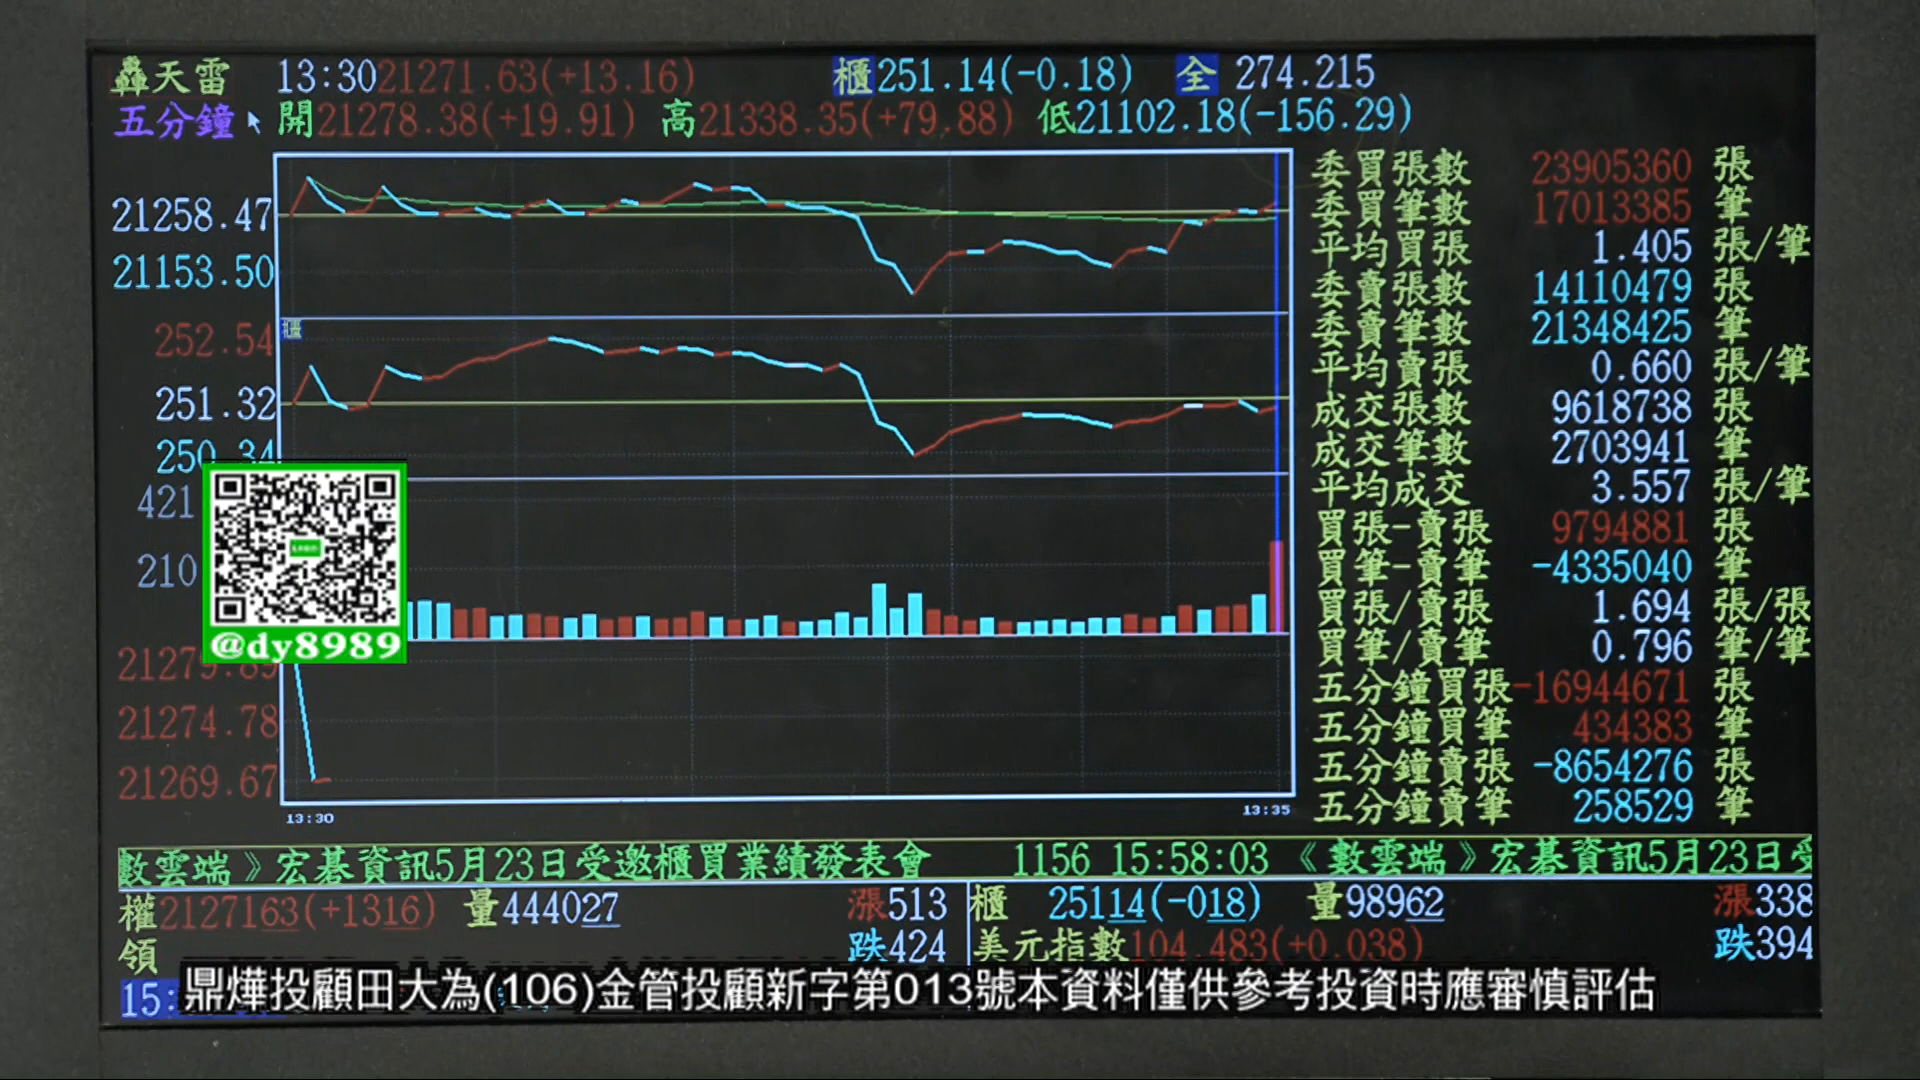 轟天雷 13:30 21271.63(+13.16) 櫃 251.14(-0.18) 全 274.215
五分鐘 開21278.38(+19.91) 高21338.35(+79.88) 低21102.18(-156.29)
21258.47
21153.50
252.54
櫃
251.32
250.34
421
210
@dy8989
21279.89
21274.78
21269.67
13:30
13:35
委買張數 23905360 張
委買筆數 17013385 筆
平均買張 1.405 張/筆
委賣張數 14110479 張
委賣筆數 21348425 筆
平均賣張 0.660 張/筆
成交張數 9618738 張
成交筆數 2703941 筆
平均成交 3.557 張/筆
買張-賣張 9794881 張
買筆-賣筆 -4335040 筆
買張/賣張 1.694 張/張
買筆/賣筆 0.796 筆/筆
五分鐘買張 -16944671 張
五分鐘買筆 434383 筆
五分鐘賣張 -8654276 張
五分鐘賣筆 258529 筆
數雲端》宏碁資訊5月23日受邀櫃買業績發表會 1156 15:58:03 《數雲端》宏碁資訊5月23日受
權2127163(+1316) 量444027 漲513 櫃 25114(-018) 量98962 漲338
領 跌424 美元指數104.483(+0.038) 跌394
15:
鼎燁投顧田大為(106)金管投顧新字第013號本資料僅供參考投資時應審慎評估